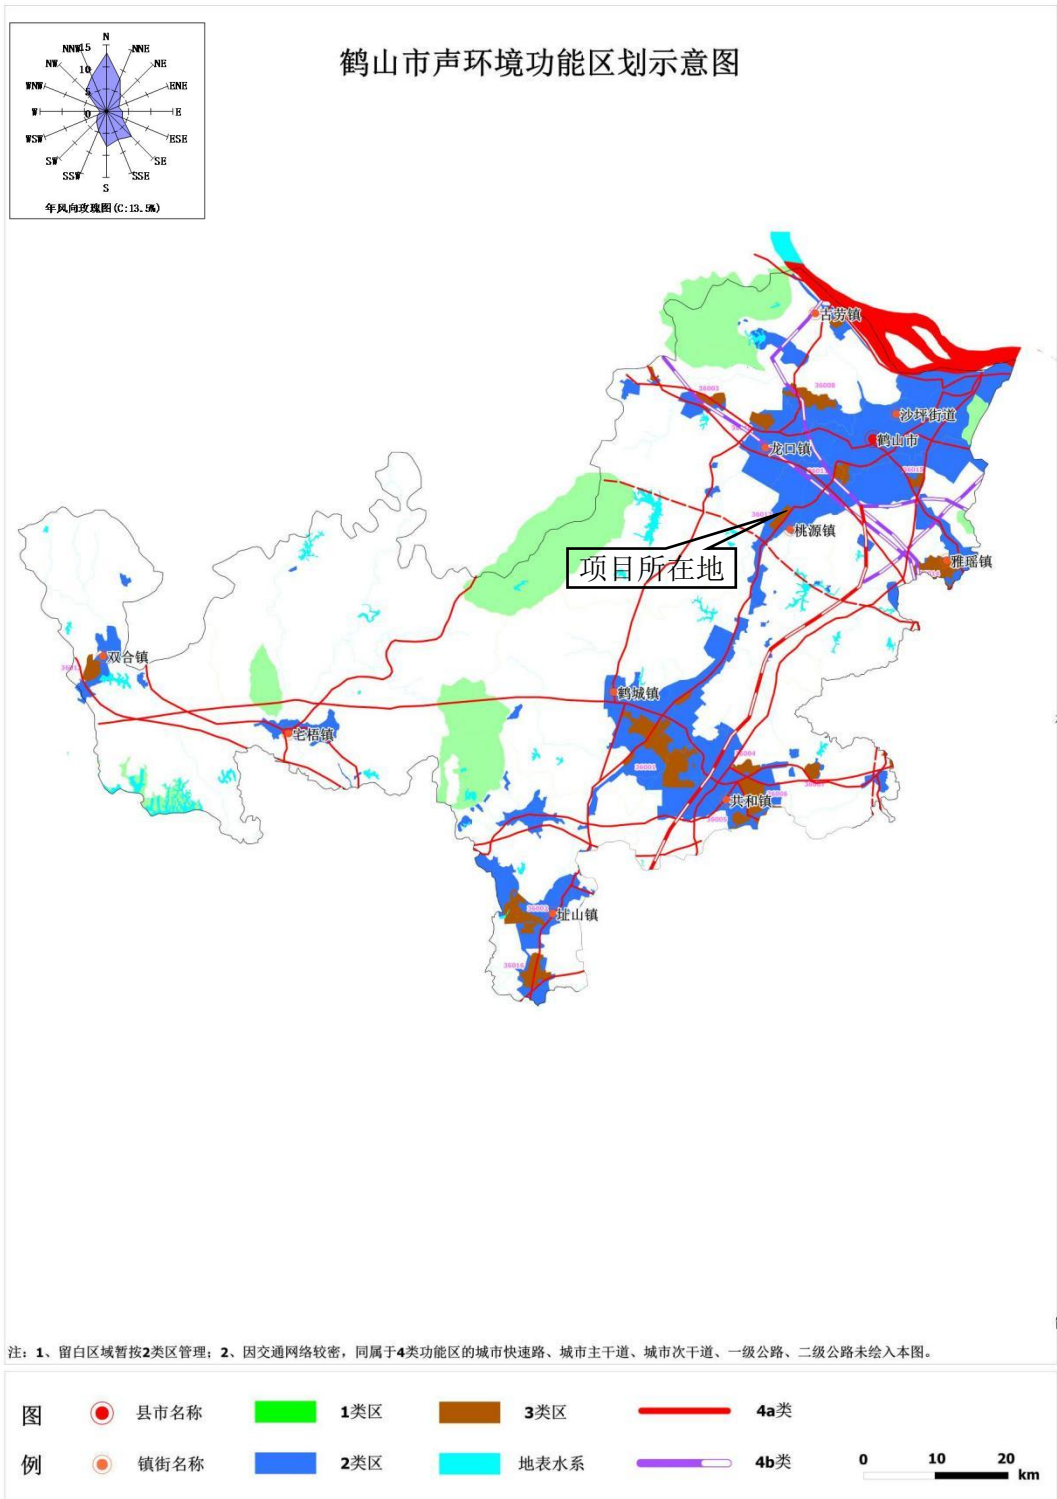 鹤山市声环境功能区划示意图
N
NNW
15
NNE
NW
10
NE
WNW
5
ENE
W
0
E
WSW
ESE
SW
SE
SSW
SSE
S
年风向玫瑰图(C:13.5%)
古劳镇
36003
36008
沙坪街道
鹤山市
龙口镇
桃源镇
项目所在地
雅瑶镇
双合镇
鹤城镇
宅梧镇
36004
共和镇
36006
36005
址山镇
36016
注：1、留白区域暂按2类区管理；2、因交通网络较密，同属于4类功能区的城市快速路、城市主干道、城市次干道、一级公路、二级公路未绘入本图。
图
例
县市名称
1类区
3类区
4a类
镇街名称
2类区
地表水系
4b类
0
10
20
km